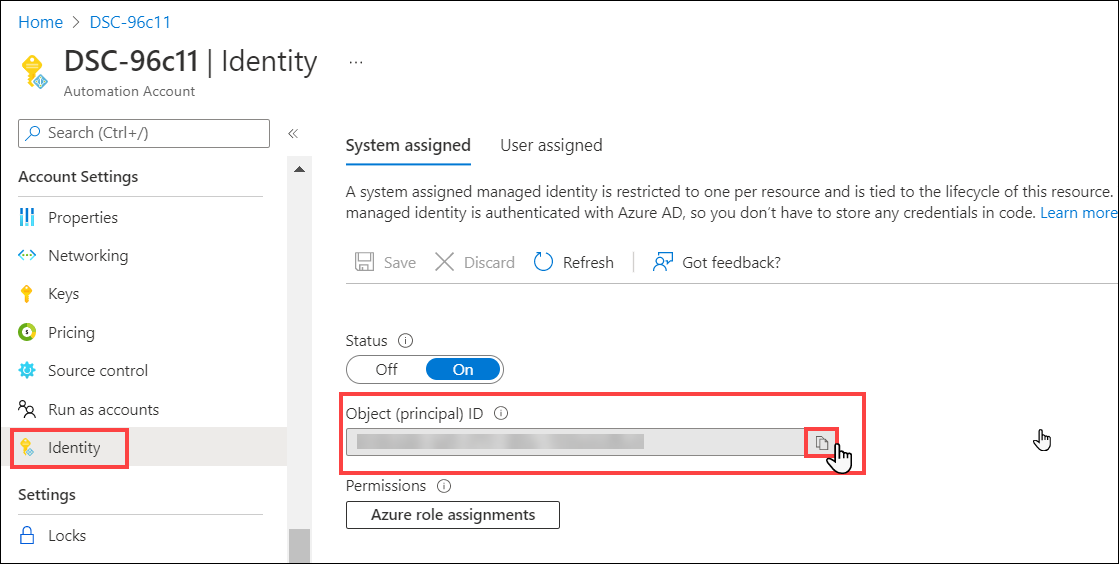 Home > DSC-96c11
DSC-96c11 | Identity ...
Automation Account
Search (Ctrl+/)
«
Account Settings
Properties
Networking
Keys
Pricing
Source control
Run as accounts
Identity
Settings
Locks
System assigned User assigned
A system assigned managed identity is restricted to one per resource and is tied to the lifecycle of this resource.
managed identity is authenticated with Azure AD, so you don’t have to store any credentials in code. Learn more
Save Discard Refresh Got feedback?
Status
Off On
Object (principal) ID
Permissions
Azure role assignments